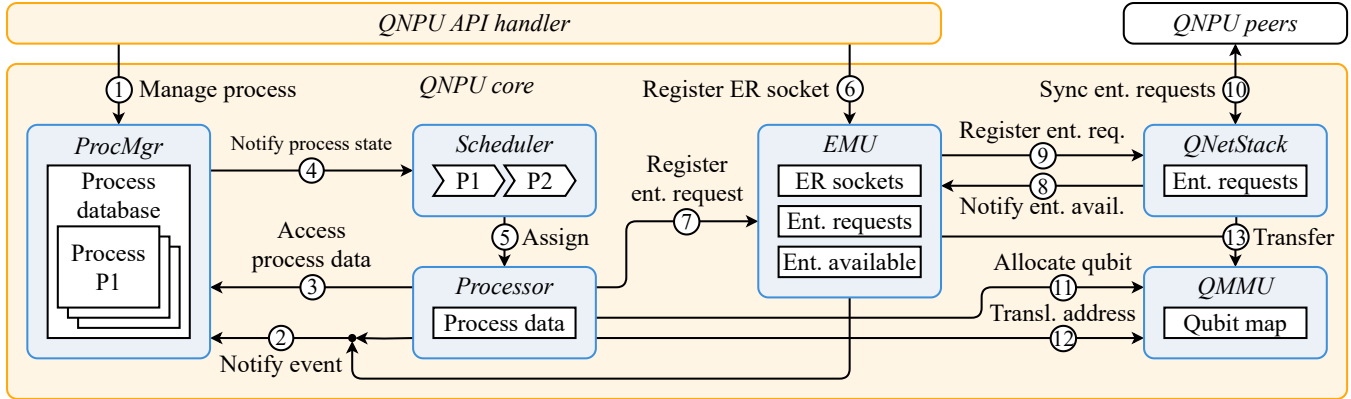 QNPU API handler
QNPU peers
QNPU core
1 Manage process
Register ER socket 6
Sync ent. requests 10
ProcMgr
Process
database
Process
P1
Notify process state
4
Scheduler
P1 P2
5 Assign
Access
process data
3
Processor
Process data
2
Notify event
Register
ent. request
7
EMU
ER sockets
Ent. requests
Ent. available
Register ent. req.
9
8
Notify ent. avail.
QNetStack
Ent. requests
13 Transfer
Allocate qubit
11
Transl. address
12
QMMU
Qubit map